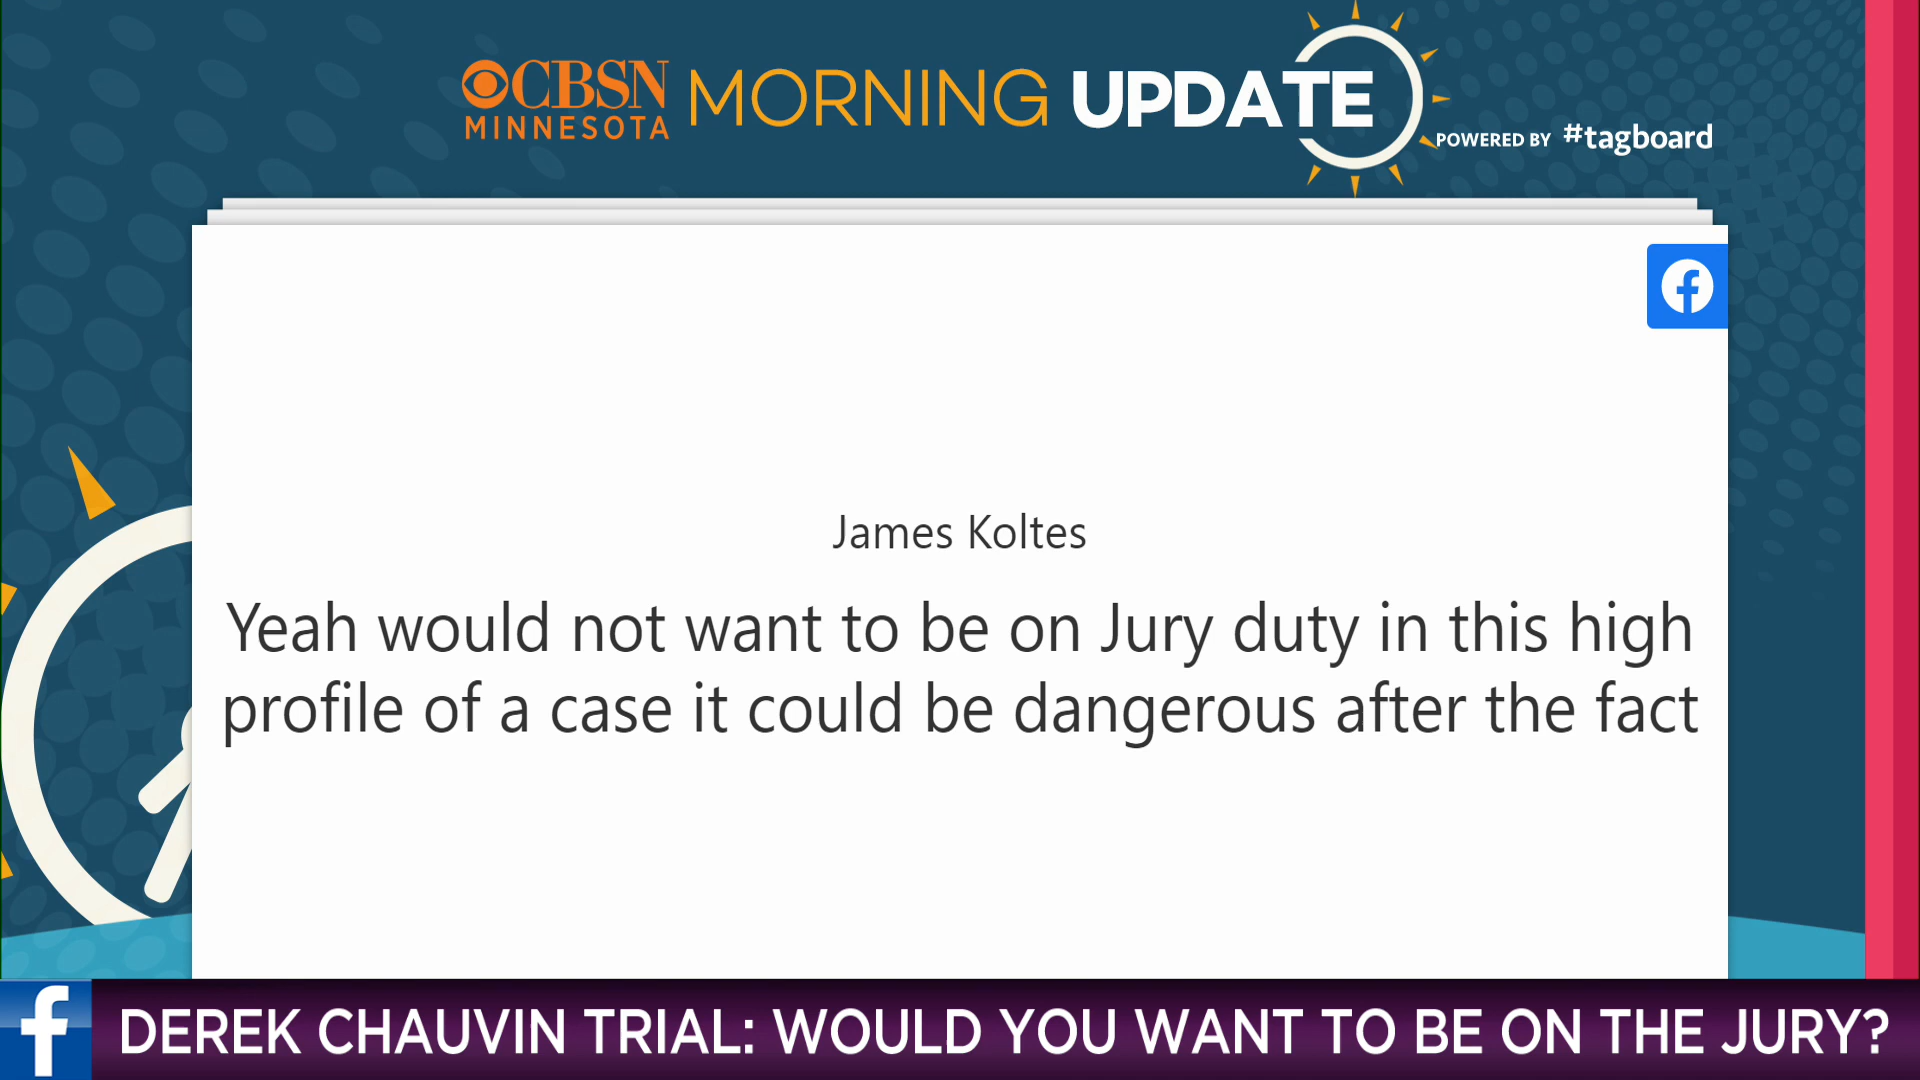 CBSN
MINNESOTA
MORNING UPDATE
POWERED BY #tagboard
James Koltes
Yeah would not want to be on Jury duty in this high
profile of a case it could be dangerous after the fact
DEREK CHAUVIN TRIAL: WOULD YOU WANT TO BE ON THE JURY?